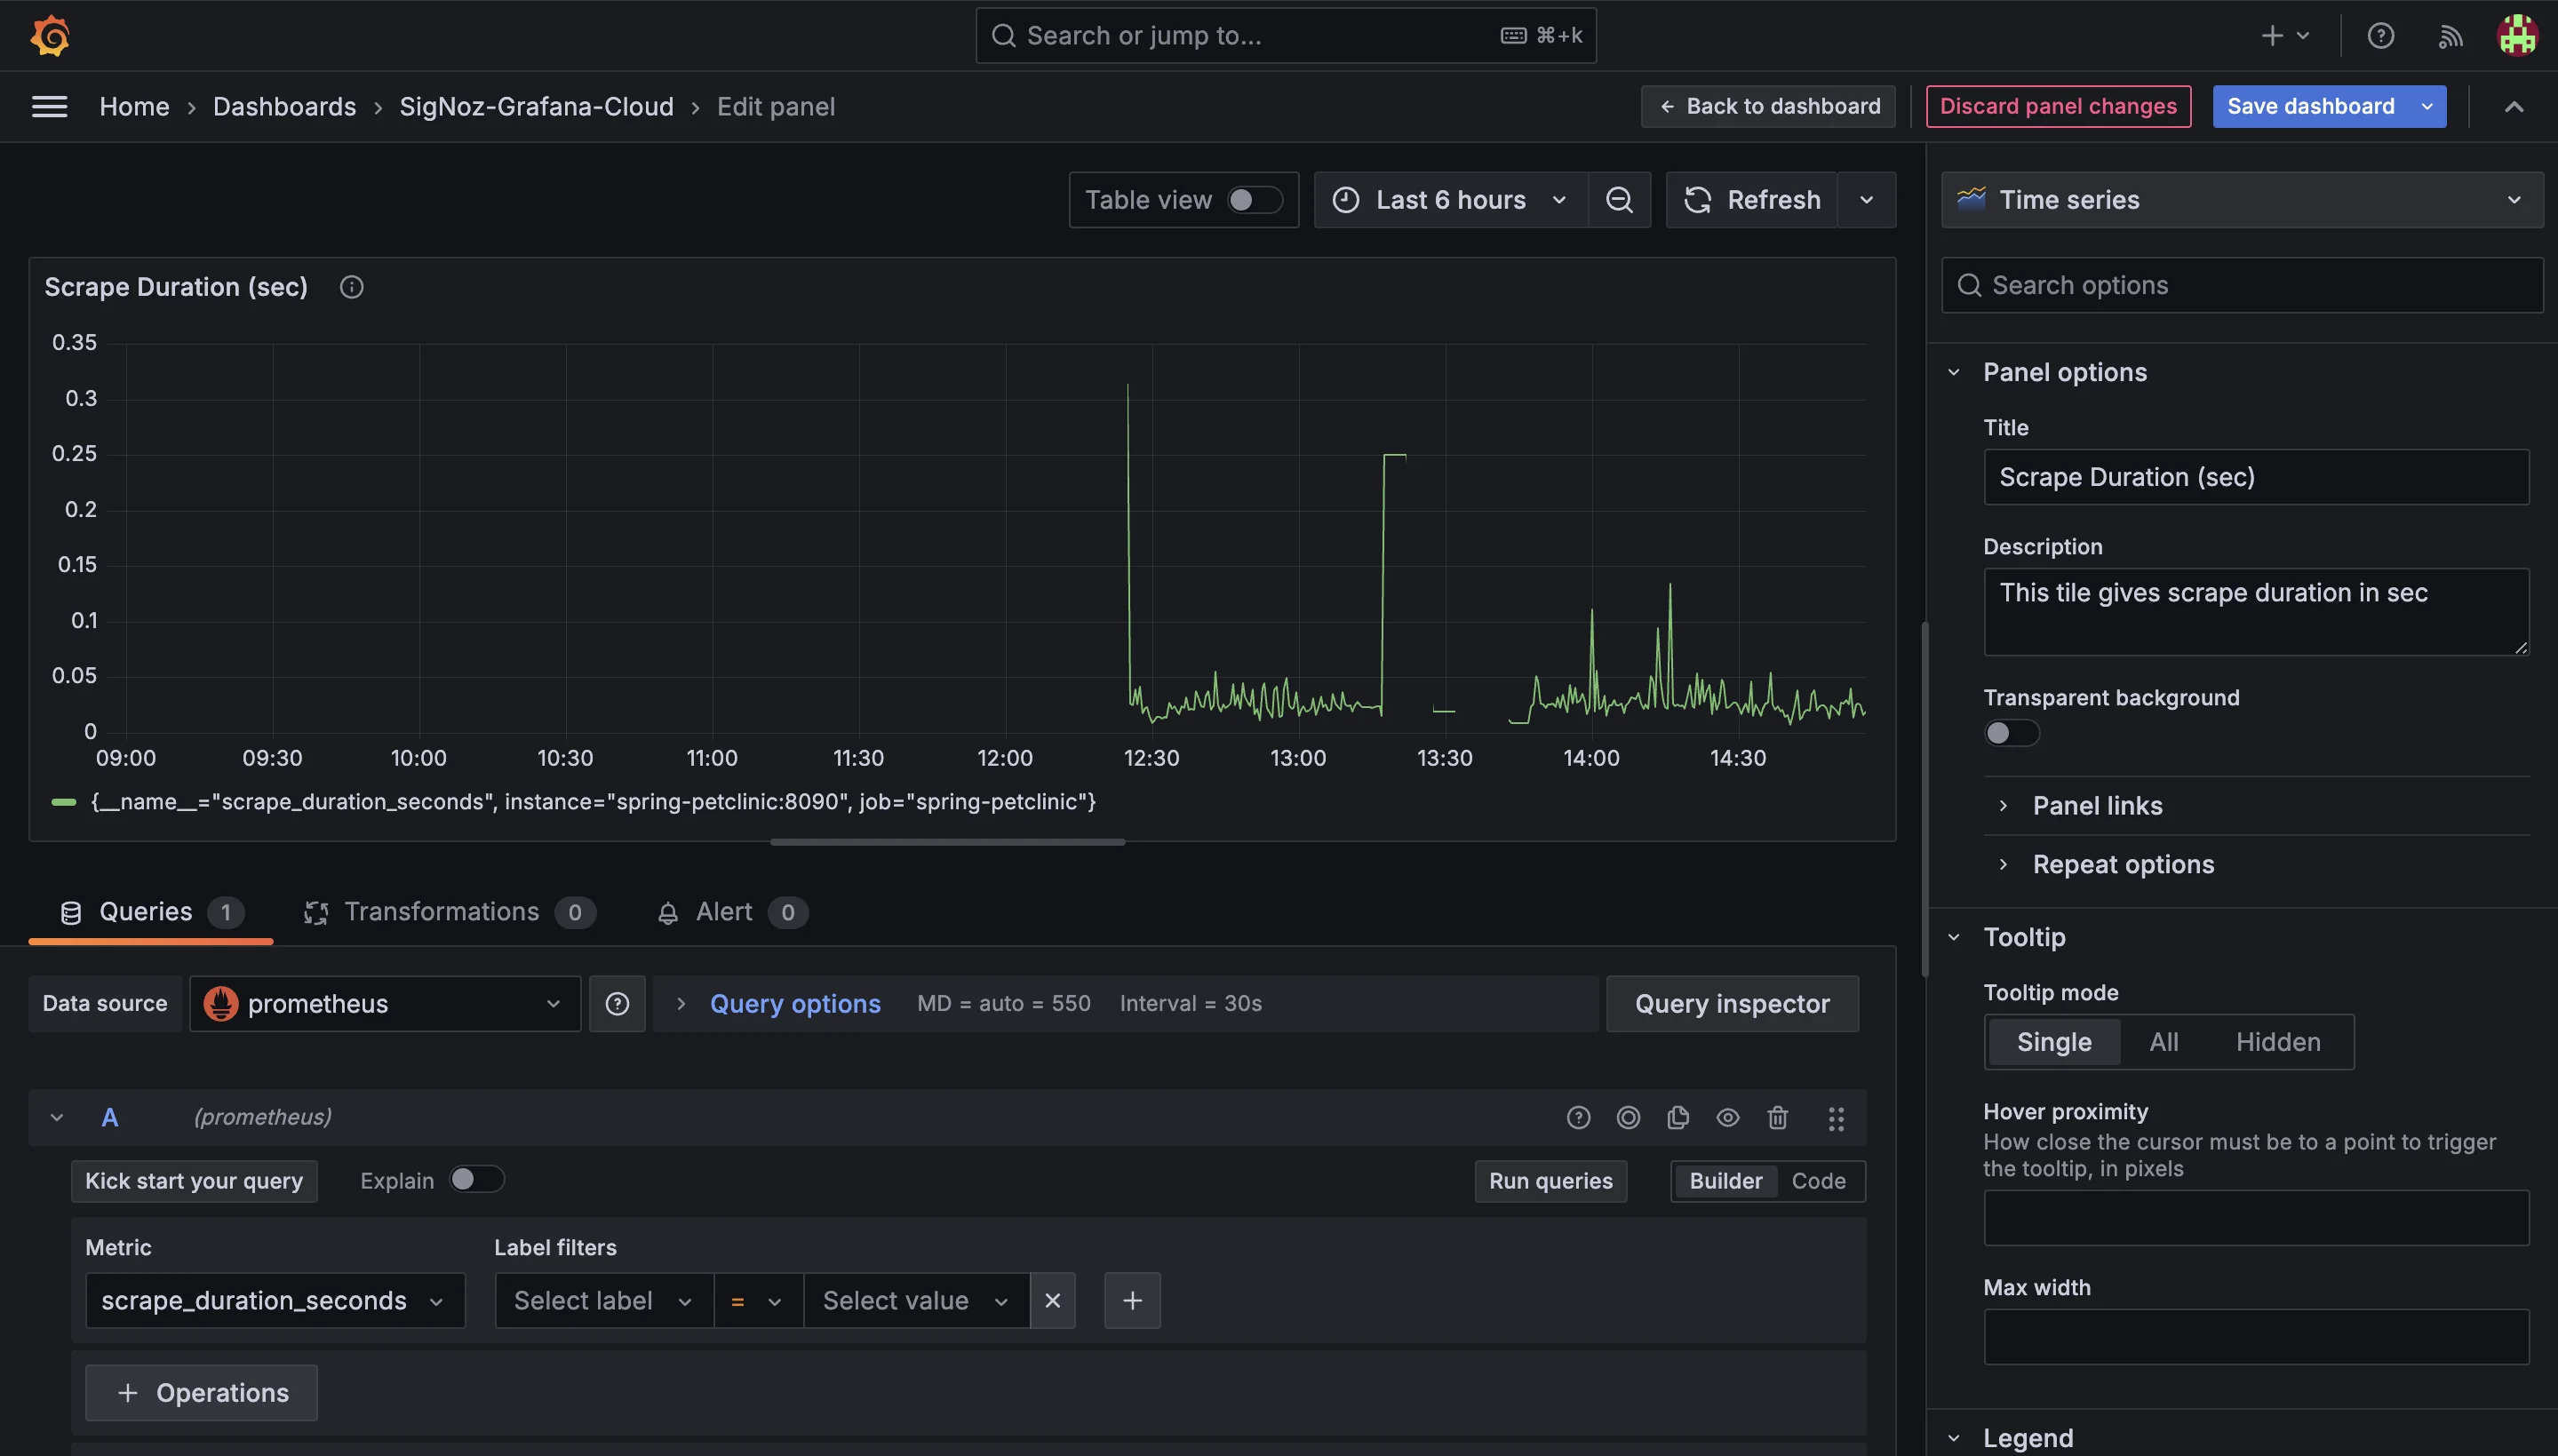 Search or jump to...
⌘+k
Home › Dashboards › SigNoz-Grafana-Cloud › Edit panel
← Back to dashboard
Discard panel changes
Save dashboard
Table view
Last 6 hours
Refresh
Time series
Search options
Scrape Duration (sec)
0.35
0.3
0.25
0.2
0.15
0.1
0.05
0
09:00 09:30 10:00 10:30 11:00 11:30 12:00 12:30 13:00 13:30 14:00 14:30
{__name__="scrape_duration_seconds", instance="spring-petclinic:8090", job="spring-petclinic"}
Panel options
Title
Scrape Duration (sec)
Description
This tile gives scrape duration in sec
Transparent background
Panel links
Repeat options
Queries 1
Transformations 0
Alert 0
Data source
prometheus
Query options
MD = auto = 550
Interval = 30s
Query inspector
A
(prometheus)
Kick start your query
Explain
Run queries
Builder
Code
Metric
Label filters
scrape_duration_seconds
Select label
=
Select value
+ Operations
Tooltip
Tooltip mode
Single All Hidden
Hover proximity
How close the cursor must be to a point to trigger
the tooltip, in pixels
Max width
Legend